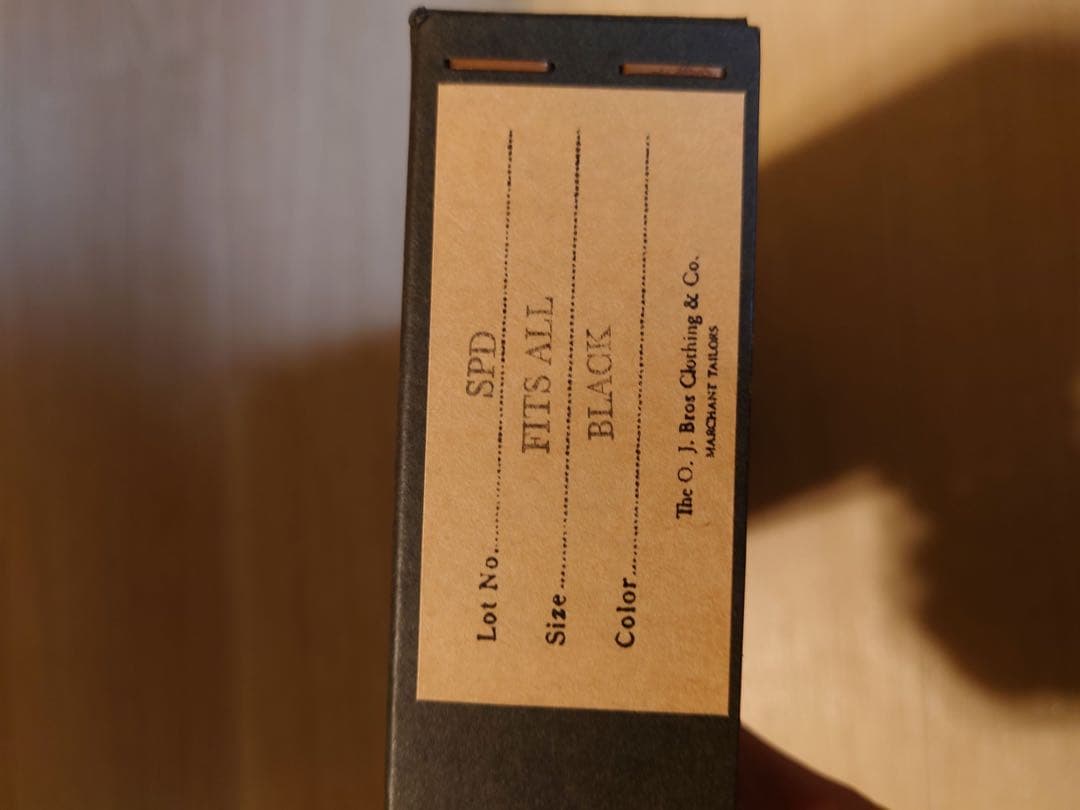 Lot No. SPD
Size FITS ALL
Color BLACK
The O. J. Bros Clothing & Co.
MARCHANT TAILORS